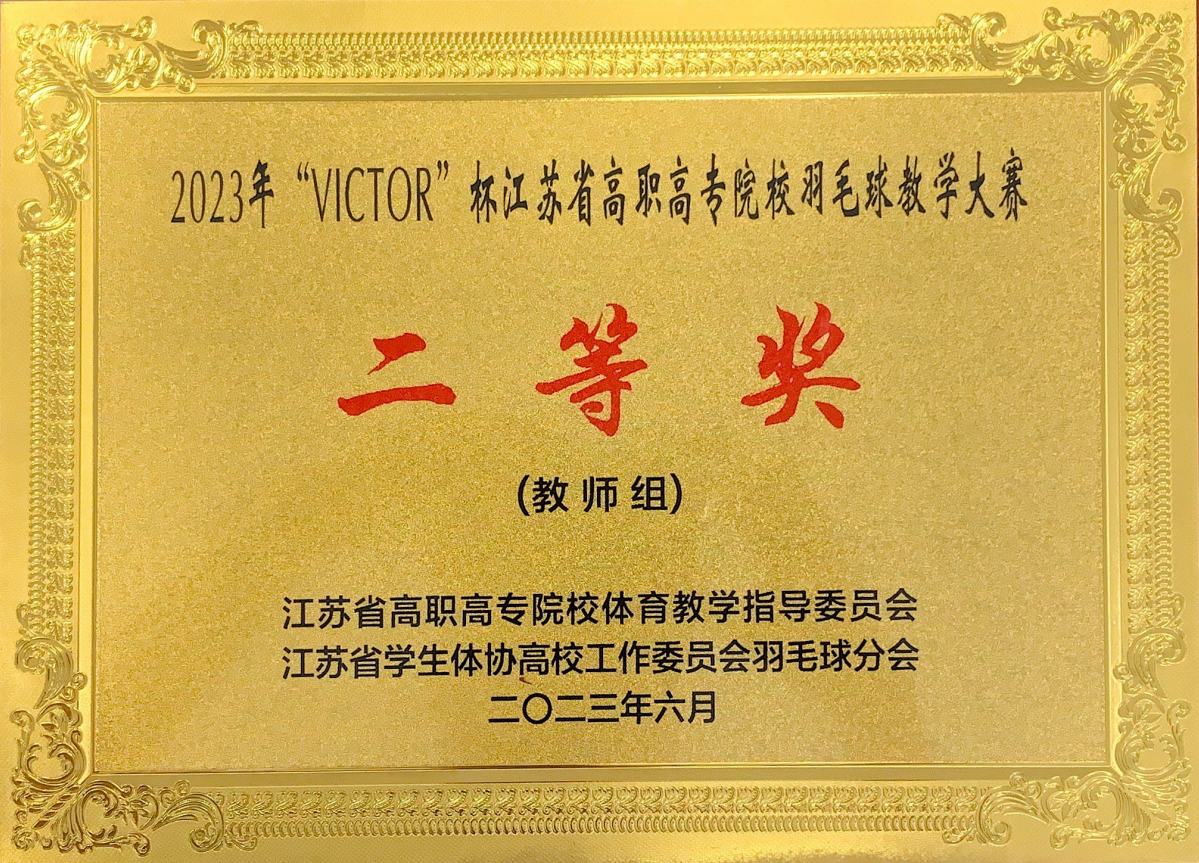 2023年“VICTOR”杯江苏省高职高专院校羽毛球教学大赛
二等奖
(教师组)
江苏省高职高专院校体育教学指导委员会
江苏省学生体协高校工作委员会羽毛球分会
二〇二三年六月